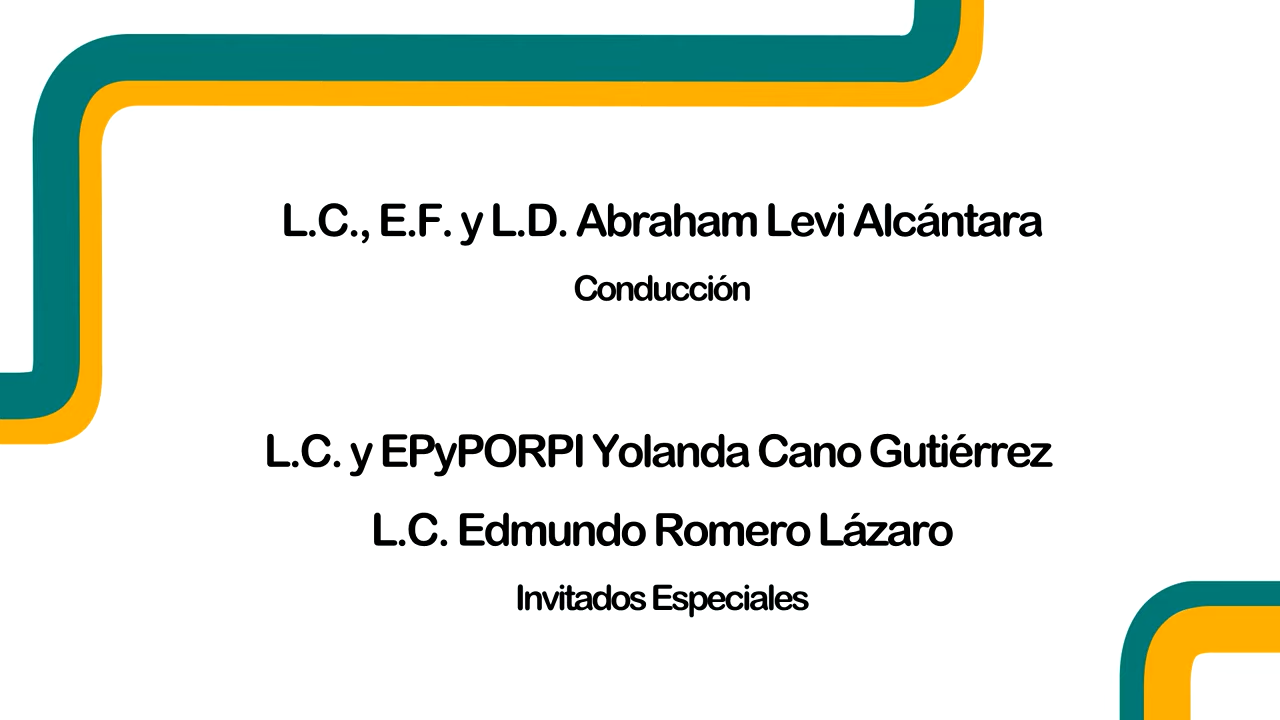 L.C., E.F. y L.D. Abraham Levi Alcántara
Conducción
L.C. y EPyPORPI Yolanda Cano Gutiérrez
L.C. Edmundo Romero Lázaro
Invitados Especiales